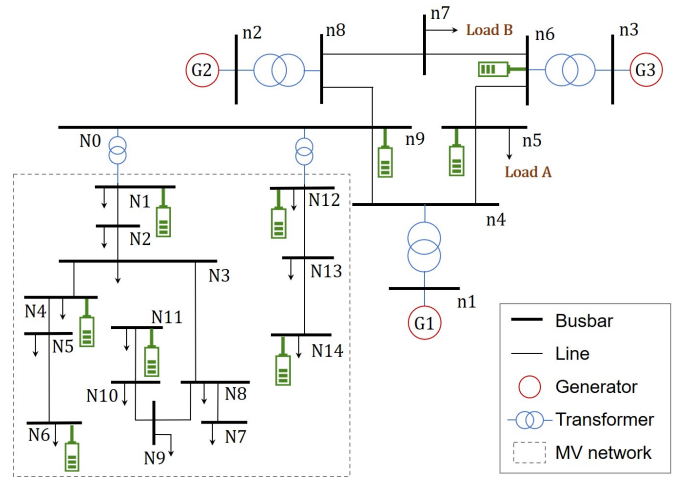 n7
Load B
n2
n8
n6
n3
G2
G3
N0
n9
n5
Load A
N1
N12
N2
n4
N3
N13
N4
N11
n1
N5
N14
G1
N10
N8
N6
N9
N7
Busbar
Line
Generator
Transformer
MV network